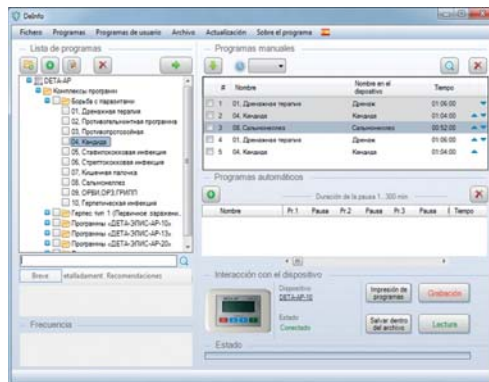 DeInfo
Fichero Programas Programas de usuario Archivo Actualización Sobre el programa
Lista de programas
DETA-AP
Комплексы программ
Борьба с паразитами
01, Дренажная терапия
02, Противогельминтная программа
03, Противопротозойная
04, Кандида
05, Стафилококковая инфекция
06, Стрептококковая инфекция
07, Кишечная палочка
08, Сальмонеллез
09, ОРВИ,ОРЗ,ГРИПП
10, Герпетическая инфекция
Герпес тип 1 (Первичное заражени..
Программы «ДЕТА-ЭЛИС-АР-10»
Программы «ДЕТА-ЭЛИС-АР-13»
Программы «ДЕТА-ЭЛИС-АР-20»
Breve etalladament. Recomendaciones
Frecuencia
Programas manuales
# Nombre Nombre en el dispositivo Tiempo
1 01, Дренажная терапия Дренаж 01:06:00
2 04, Кандида Кандида 01:04:00
3 08, Сальмонеллез Сальмонеллез 00:52:00
4 01, Дренажная терапия Дренаж 01:06:00
5 04, Кандида Кандида 01:04:00
Programas automáticos
Duración de la pausa 1...300 min
Nombre Pr.1 Pausa Pr.2 Pausa Pr.3 Pausa Tiempo
Interacción con el dispositivo
Dispositivo
DETA-AP-10
Estado
Conectado
Impresión de programas
Grabación
Salvar dentro del archivo
Lectura
Estado